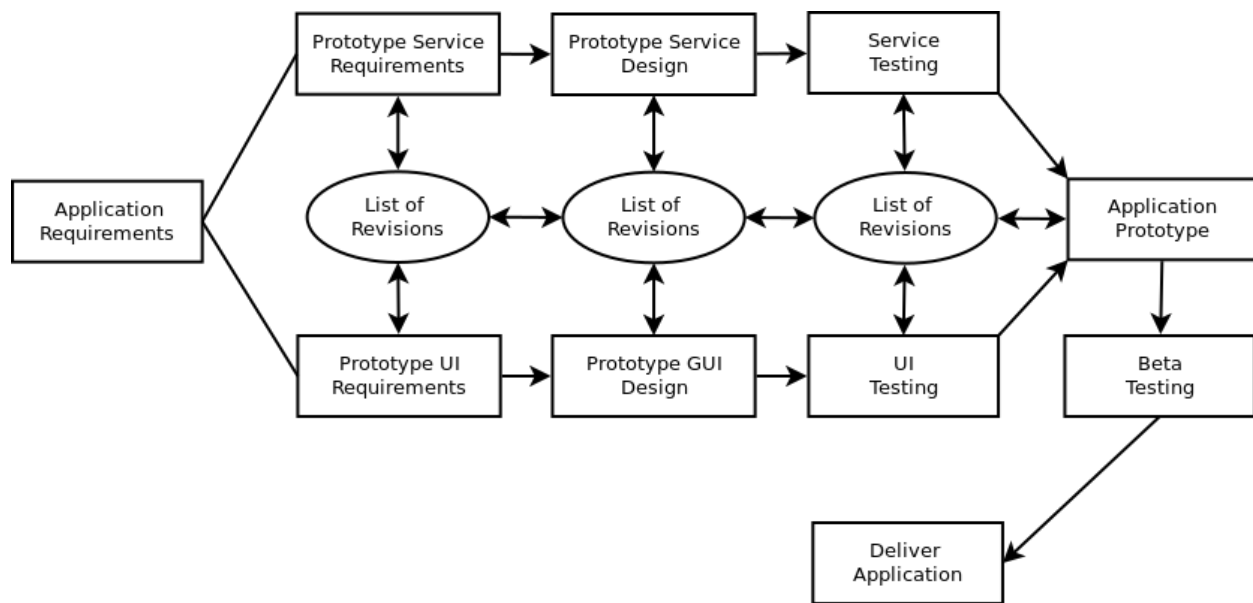 Prototype Service
Requirements
Prototype Service
Design
Service
Testing
Application
Requirements
List of
Revisions
List of
Revisions
List of
Revisions
Application
Prototype
Prototype UI
Requirements
Prototype GUI
Design
UI
Testing
Beta
Testing
Deliver
Application